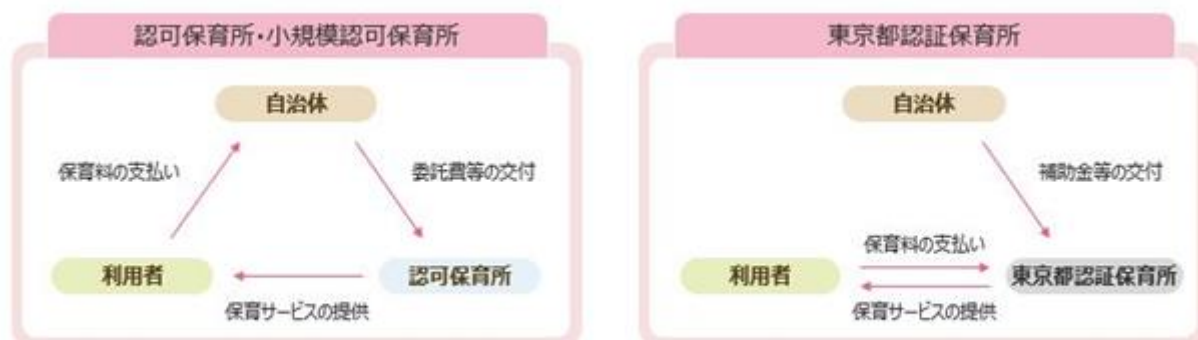 認可保育所・小規模認可保育所
自治体
保育料の支払い
委託費等の交付
利用者
認可保育所
保育サービスの提供
東京都認証保育所
自治体
補助金等の交付
保育料の支払い
利用者
東京都認証保育所
保育サービスの提供